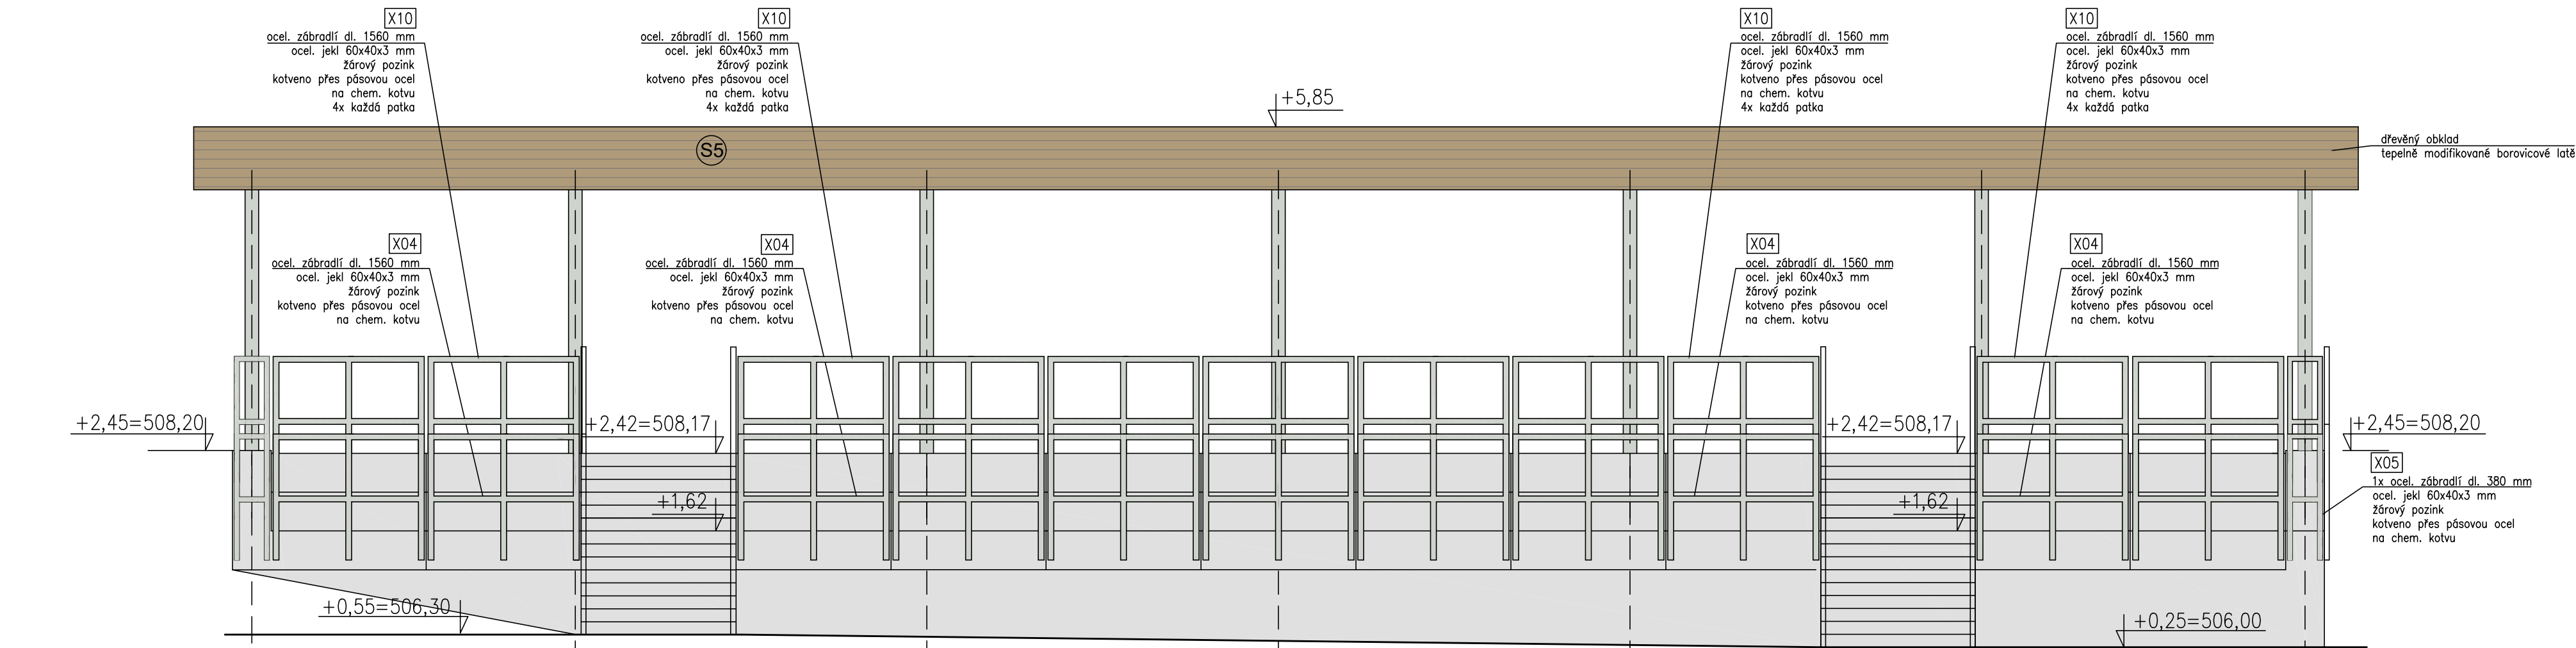 X10
ocel. zábradlí dl. 1560 mm
ocel. jekl 60x40x3 mm
žárový pozink
kotveno přes pásovou ocel
na chem. kotvu
4x každá patka
X10
ocel. zábradlí dl. 1560 mm
ocel. jekl 60x40x3 mm
žárový pozink
kotveno přes pásovou ocel
na chem. kotvu
4x každá patka
X10
ocel. zábradlí dl. 1560 mm
ocel. jekl 60x40x3 mm
žárový pozink
kotveno přes pásovou ocel
na chem. kotvu
4x každá patka
X10
ocel. zábradlí dl. 1560 mm
ocel. jekl 60x40x3 mm
žárový pozink
kotveno přes pásovou ocel
na chem. kotvu
4x každá patka
+5,85
S5
dřevěný obklad
tepelně modifikované borovicové latě
X04
ocel. zábradlí dl. 1560 mm
ocel. jekl 60x40x3 mm
žárový pozink
kotveno přes pásovou ocel
na chem. kotvu
X04
ocel. zábradlí dl. 1560 mm
ocel. jekl 60x40x3 mm
žárový pozink
kotveno přes pásovou ocel
na chem. kotvu
X04
ocel. zábradlí dl. 1560 mm
ocel. jekl 60x40x3 mm
žárový pozink
kotveno přes pásovou ocel
na chem. kotvu
X04
ocel. zábradlí dl. 1560 mm
ocel. jekl 60x40x3 mm
žárový pozink
kotveno přes pásovou ocel
na chem. kotvu
+2,45=508,20
+2,42=508,17
+2,42=508,17
+2,45=508,20
X05
1x ocel. zábradlí dl. 380 mm
ocel. jekl 60x40x3 mm
žárový pozink
kotveno přes pásovou ocel
na chem. kotvu
+1,62
+1,62
+0,55=506,30
+0,25=506,00